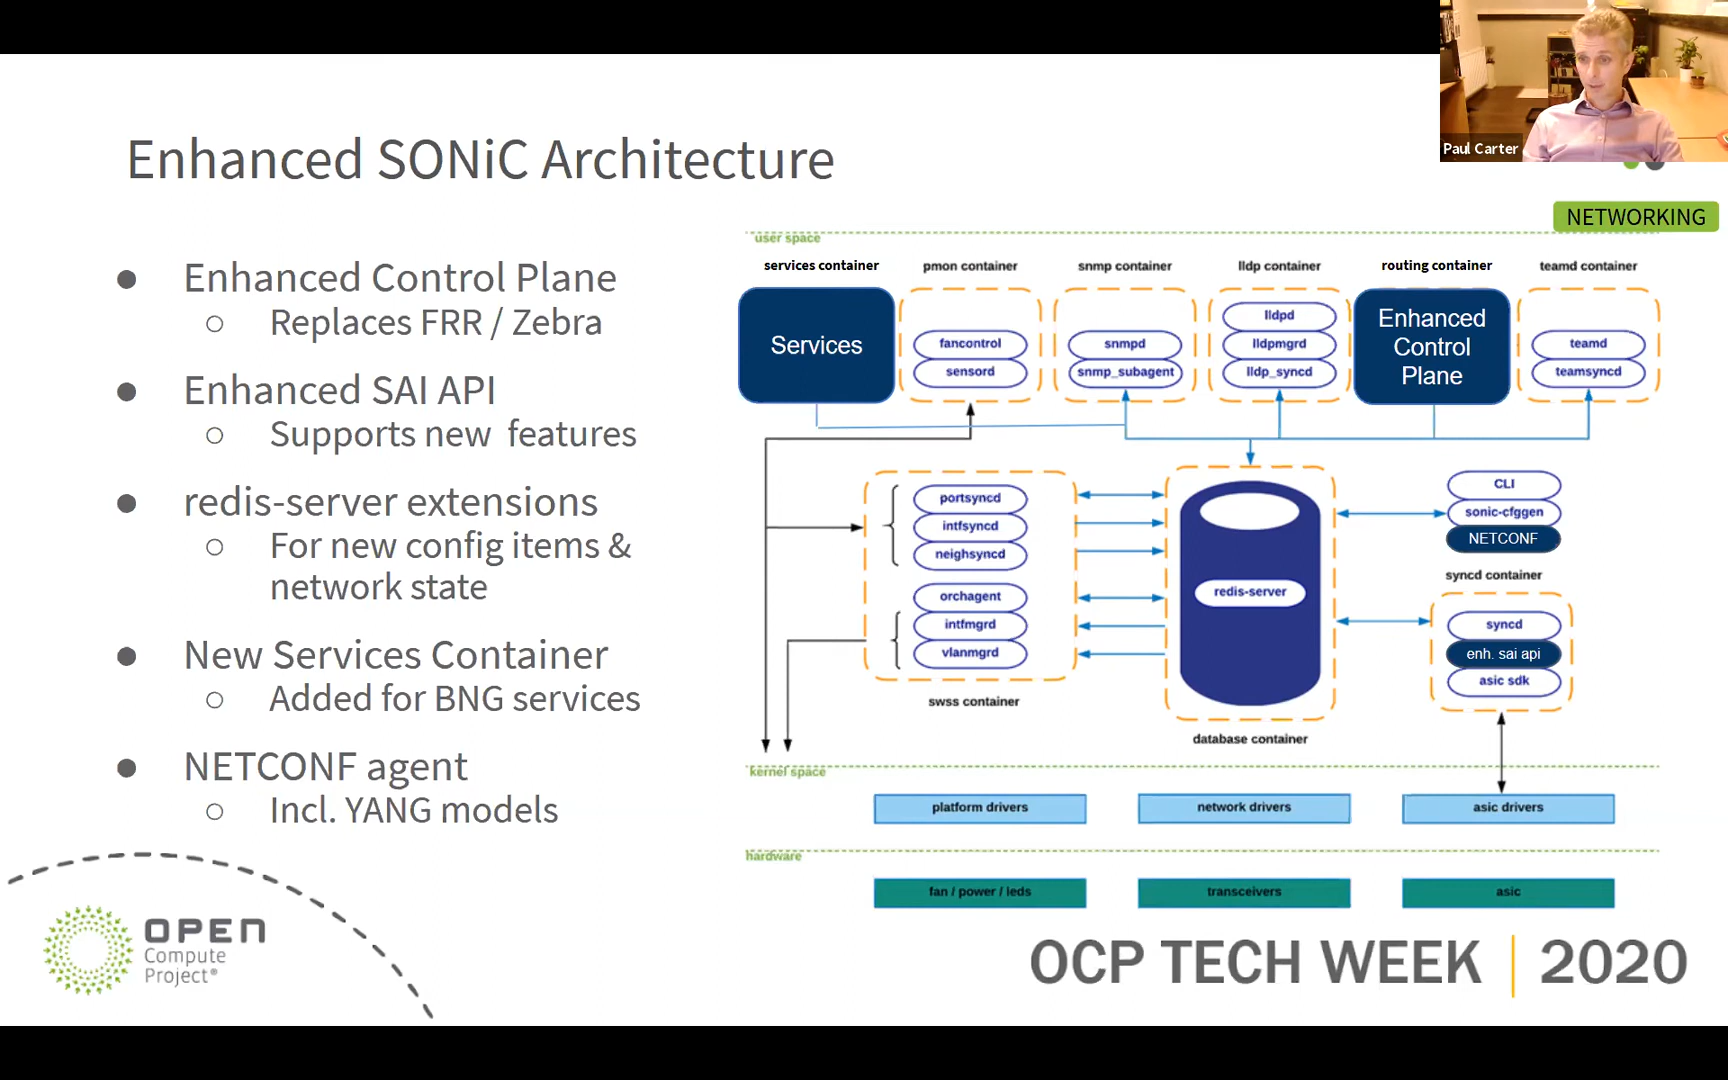 Paul Carter
Enhanced SONiC Architecture
NETWORKING
● Enhanced Control Plane
○ Replaces FRR / Zebra
● Enhanced SAI API
○ Supports new features
● redis-server extensions
○ For new config items &
network state
● New Services Container
○ Added for BNG services
● NETCONF agent
○ Incl. YANG models
user space
services container
pmon container
snmp container
lldp container
routing container
teamd container
Services
fancontrol
sensord
snmpd
snmp_subagent
lldpd
lldpmgrd
lldp_syncd
Enhanced
Control
Plane
teamd
teamsyncd
portsyncd
intfsyncd
neighsyncd
orchagent
intfmgrd
vlanmgrd
swss container
redis-server
database container
CLI
sonic-cfggen
NETCONF
syncd container
syncd
enh. sai api
asic sdk
kernel space
platform drivers
network drivers
asic drivers
hardware
fan / power / leds
transceivers
asic
OPEN
Compute
Project®
OCP TECH WEEK | 2020